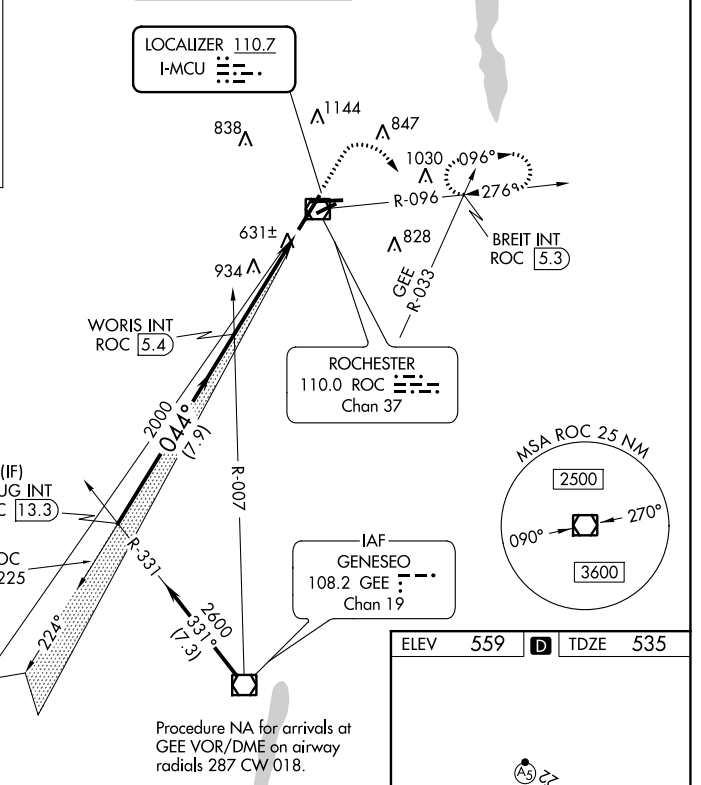 LOCALIZER 110.7
I-MCU
1144
838
847
1030
096°
R-096
276°
631±
828
BREIT INT
ROC 5.3
934
GEE
R-033
WORIS INT
ROC 5.4
ROCHESTER
110.0 ROC
Chan 37
2000
044°
(7.9)
MSA ROC 25 NM
2500
090°
270°
3600
(IF)
UG INT
C 13.3
R-007
R-331
OC
225
IAF
GENESEO
108.2 GEE
Chan 19
2600
331°
(7.3)
224°
ELEV 559 D TDZE 535
Procedure NA for arrivals at
GEE VOR/DME on airway
radials 287 CW 018.
A5
22